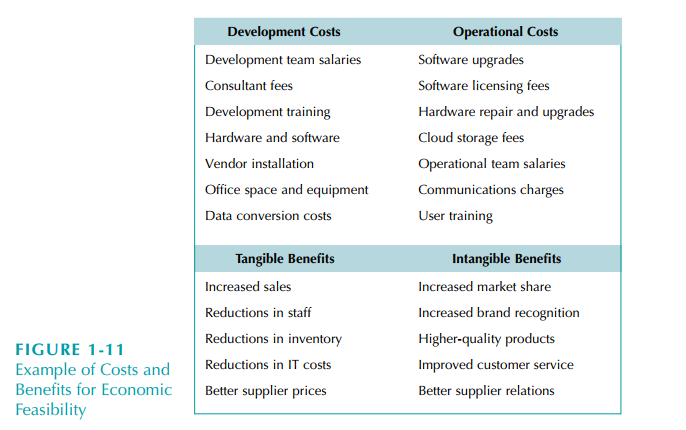 Development Costs Operational Costs
Development team salaries Software upgrades
Consultant fees Software licensing fees
Development training Hardware repair and upgrades
Hardware and software Cloud storage fees
Vendor installation Operational team salaries
Office space and equipment Communications charges
Data conversion costs User training
Tangible Benefits Intangible Benefits
Increased sales Increased market share
Reductions in staff Increased brand recognition
Reductions in inventory Higher-quality products
Reductions in IT costs Improved customer service
Better supplier prices Better supplier relations
FIGURE 1-11
Example of Costs and
Benefits for Economic
Feasibility